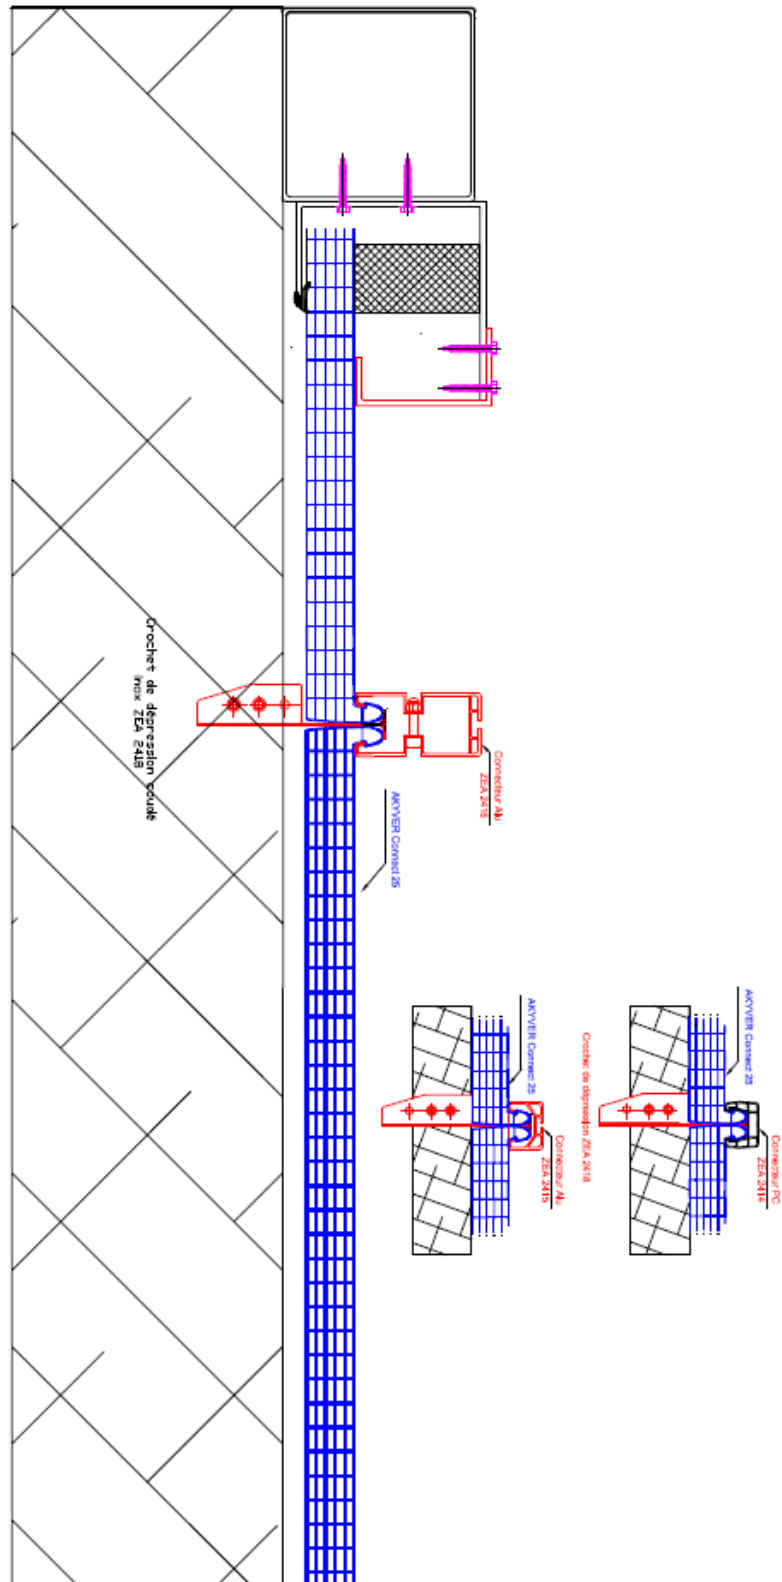 Crochet de dépression coudé
Inox ZEA 2418
Connecteur Alu
ZEA 2416
AKYVER Connect 25
AKYVER Connect 25
Crochet de dépression ZEA 2418
Connecteur Alu
ZEA 2415
AKYVER Connect 25
Connecteur PC
ZEA 2414